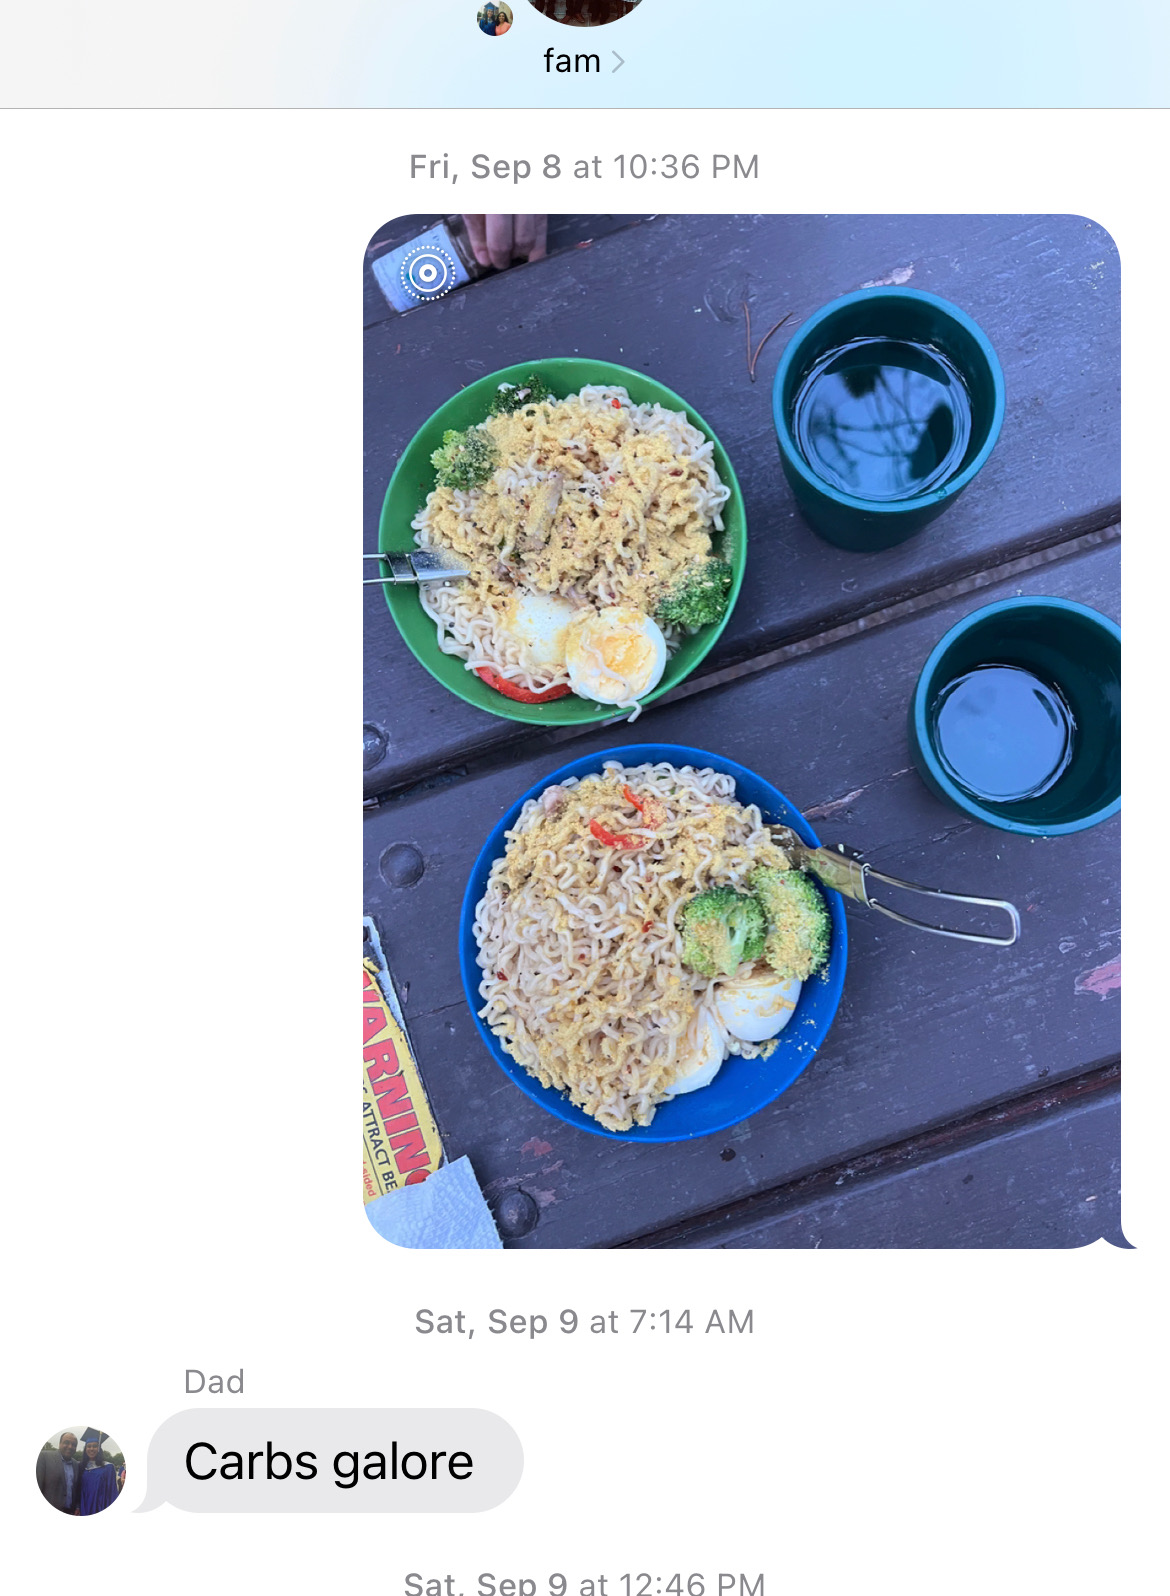 fam
Fri, Sep 8 at 10:36 PM
WARNING
ATTRACT BE
sided
Sat, Sep 9 at 7:14 AM
Dad
Carbs galore
Sat, Sep 9 at 12:46 PM